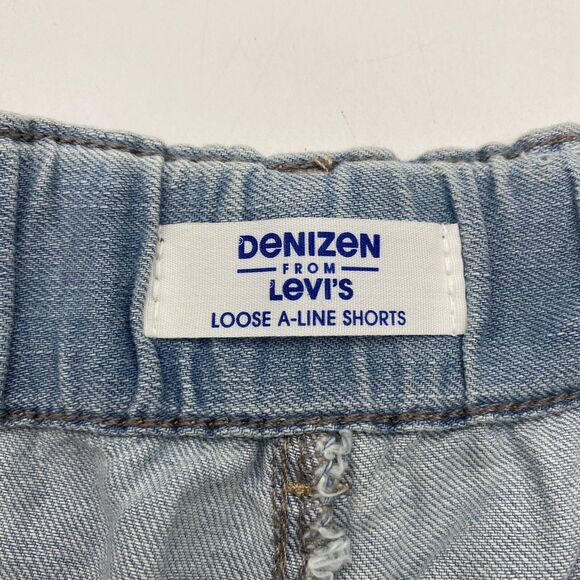 DENIZEN
FROM
Levi's
LOOSE A-LINE SHORTS